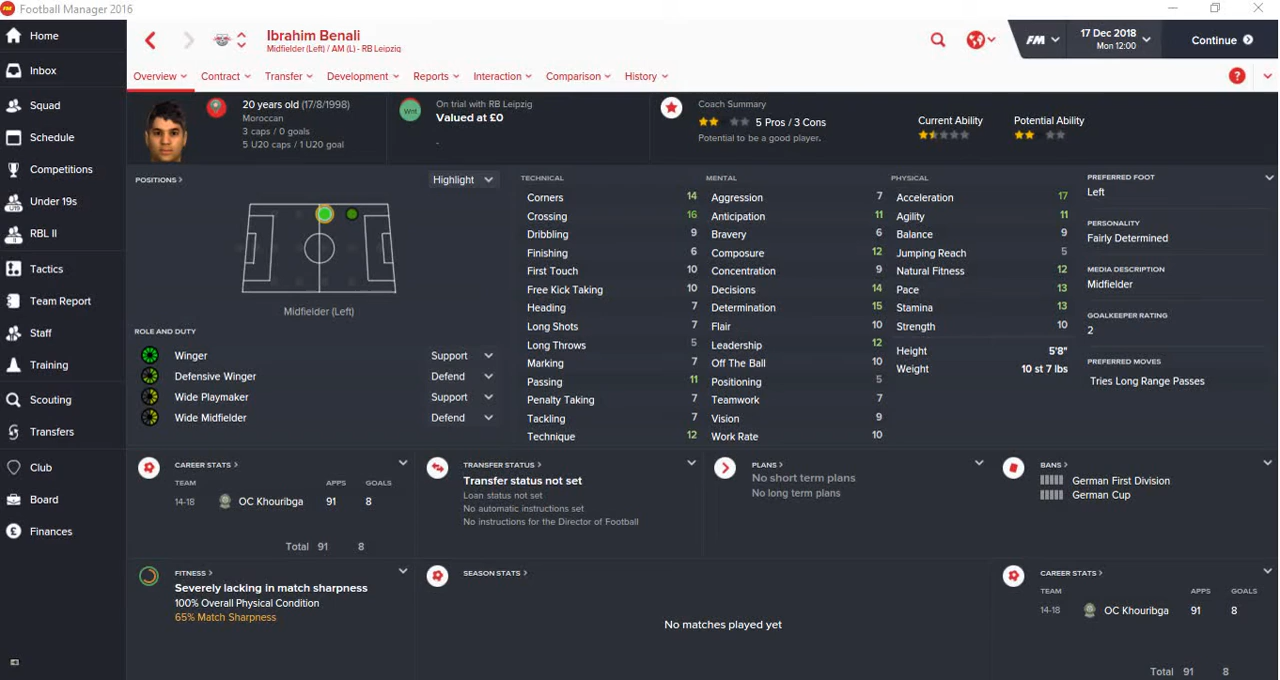 Football Manager 2016
Home
Inbox
Squad
Schedule
Competitions
Under 19s
RBL II
Tactics
Team Report
Staff
Training
Scouting
Transfers
Club
Board
Finances
Ibrahim Benali
Midfielder (Left) / AM (L) - RB Leipzig
FM
17 Dec 2018
Mon 12:00
Continue
Overview Contract Transfer Development Reports Interaction Comparison History
?
20 years old (17/8/1998)
Moroccan
3 caps / 0 goals
5 U20 caps / 1 U20 goal
Wnt
On trial with RB Leipzig
Valued at £0
-
Coach Summary
5 Pros / 3 Cons
Potential to be a good player.
Current Ability
Potential Ability
POSITIONS >
Highlight
Midfielder (Left)
ROLE AND DUTY
Winger Support
Defensive Winger Defend
Wide Playmaker Support
Wide Midfielder Defend
TECHNICAL
Corners 14
Crossing 16
Dribbling 9
Finishing 6
First Touch 10
Free Kick Taking 10
Heading 7
Long Shots 7
Long Throws 5
Marking 7
Passing 11
Penalty Taking 7
Tackling 7
Technique 12
MENTAL
Aggression 7
Anticipation 11
Bravery 6
Composure 12
Concentration 9
Decisions 14
Determination 15
Flair 10
Leadership 12
Off The Ball 10
Positioning 5
Teamwork 7
Vision 9
Work Rate 10
PHYSICAL
Acceleration 17
Agility 11
Balance 9
Jumping Reach 5
Natural Fitness 12
Pace 13
Stamina 13
Strength 10
Height 5'8"
Weight 10 st 7 lbs
PREFERRED FOOT
Left
PERSONALITY
Fairly Determined
MEDIA DESCRIPTION
Midfielder
GOALKEEPER RATING
2
PREFERRED MOVES
Tries Long Range Passes
CAREER STATS >
TEAM APPS GOALS
14-18 OC Khouribga 91 8
Total 91 8
TRANSFER STATUS >
Transfer status not set
Loan status not set
No automatic instructions set
No instructions for the Director of Football
PLANS >
No short term plans
No long term plans
BANS >
German First Division
German Cup
FITNESS >
Severely lacking in match sharpness
100% Overall Physical Condition
65% Match Sharpness
SEASON STATS >
No matches played yet
CAREER STATS >
TEAM APPS GOALS
14-18 OC Khouribga 91 8
Total 91 8